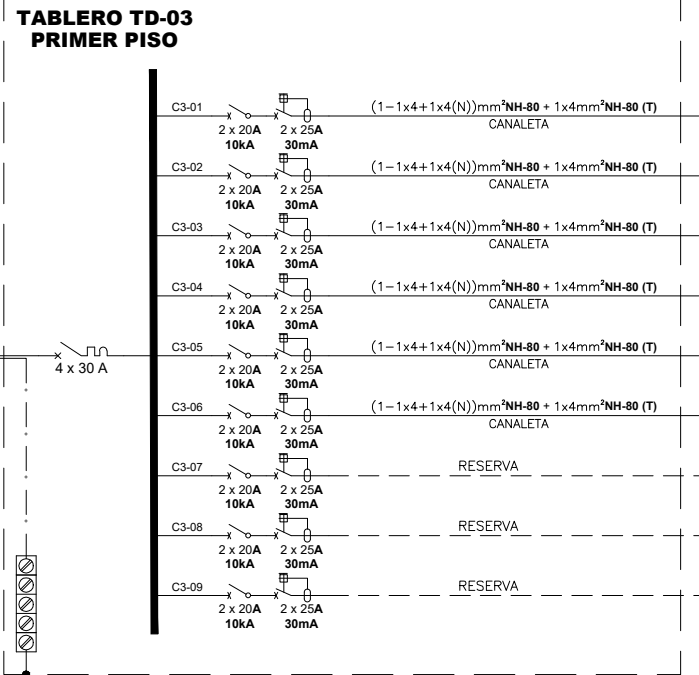 TABLERO TD-03
PRIMER PISO
C3-01
2 x 20A
10kA
2 x 25A
30mA
(1-1x4+1x4(N))mm²NH-80 + 1x4mm²NH-80 (T)
CANALETA
C3-02
2 x 20A
10kA
2 x 25A
30mA
(1-1x4+1x4(N))mm²NH-80 + 1x4mm²NH-80 (T)
CANALETA
C3-03
2 x 20A
10kA
2 x 25A
30mA
(1-1x4+1x4(N))mm²NH-80 + 1x4mm²NH-80 (T)
CANALETA
C3-04
2 x 20A
10kA
2 x 25A
30mA
(1-1x4+1x4(N))mm²NH-80 + 1x4mm²NH-80 (T)
CANALETA
4 x 30 A
C3-05
2 x 20A
10kA
2 x 25A
30mA
(1-1x4+1x4(N))mm²NH-80 + 1x4mm²NH-80 (T)
CANALETA
C3-06
2 x 20A
10kA
2 x 25A
30mA
(1-1x4+1x4(N))mm²NH-80 + 1x4mm²NH-80 (T)
CANALETA
C3-07
2 x 20A
10kA
2 x 25A
30mA
RESERVA
C3-08
2 x 20A
10kA
2 x 25A
30mA
RESERVA
C3-09
2 x 20A
10kA
2 x 25A
30mA
RESERVA